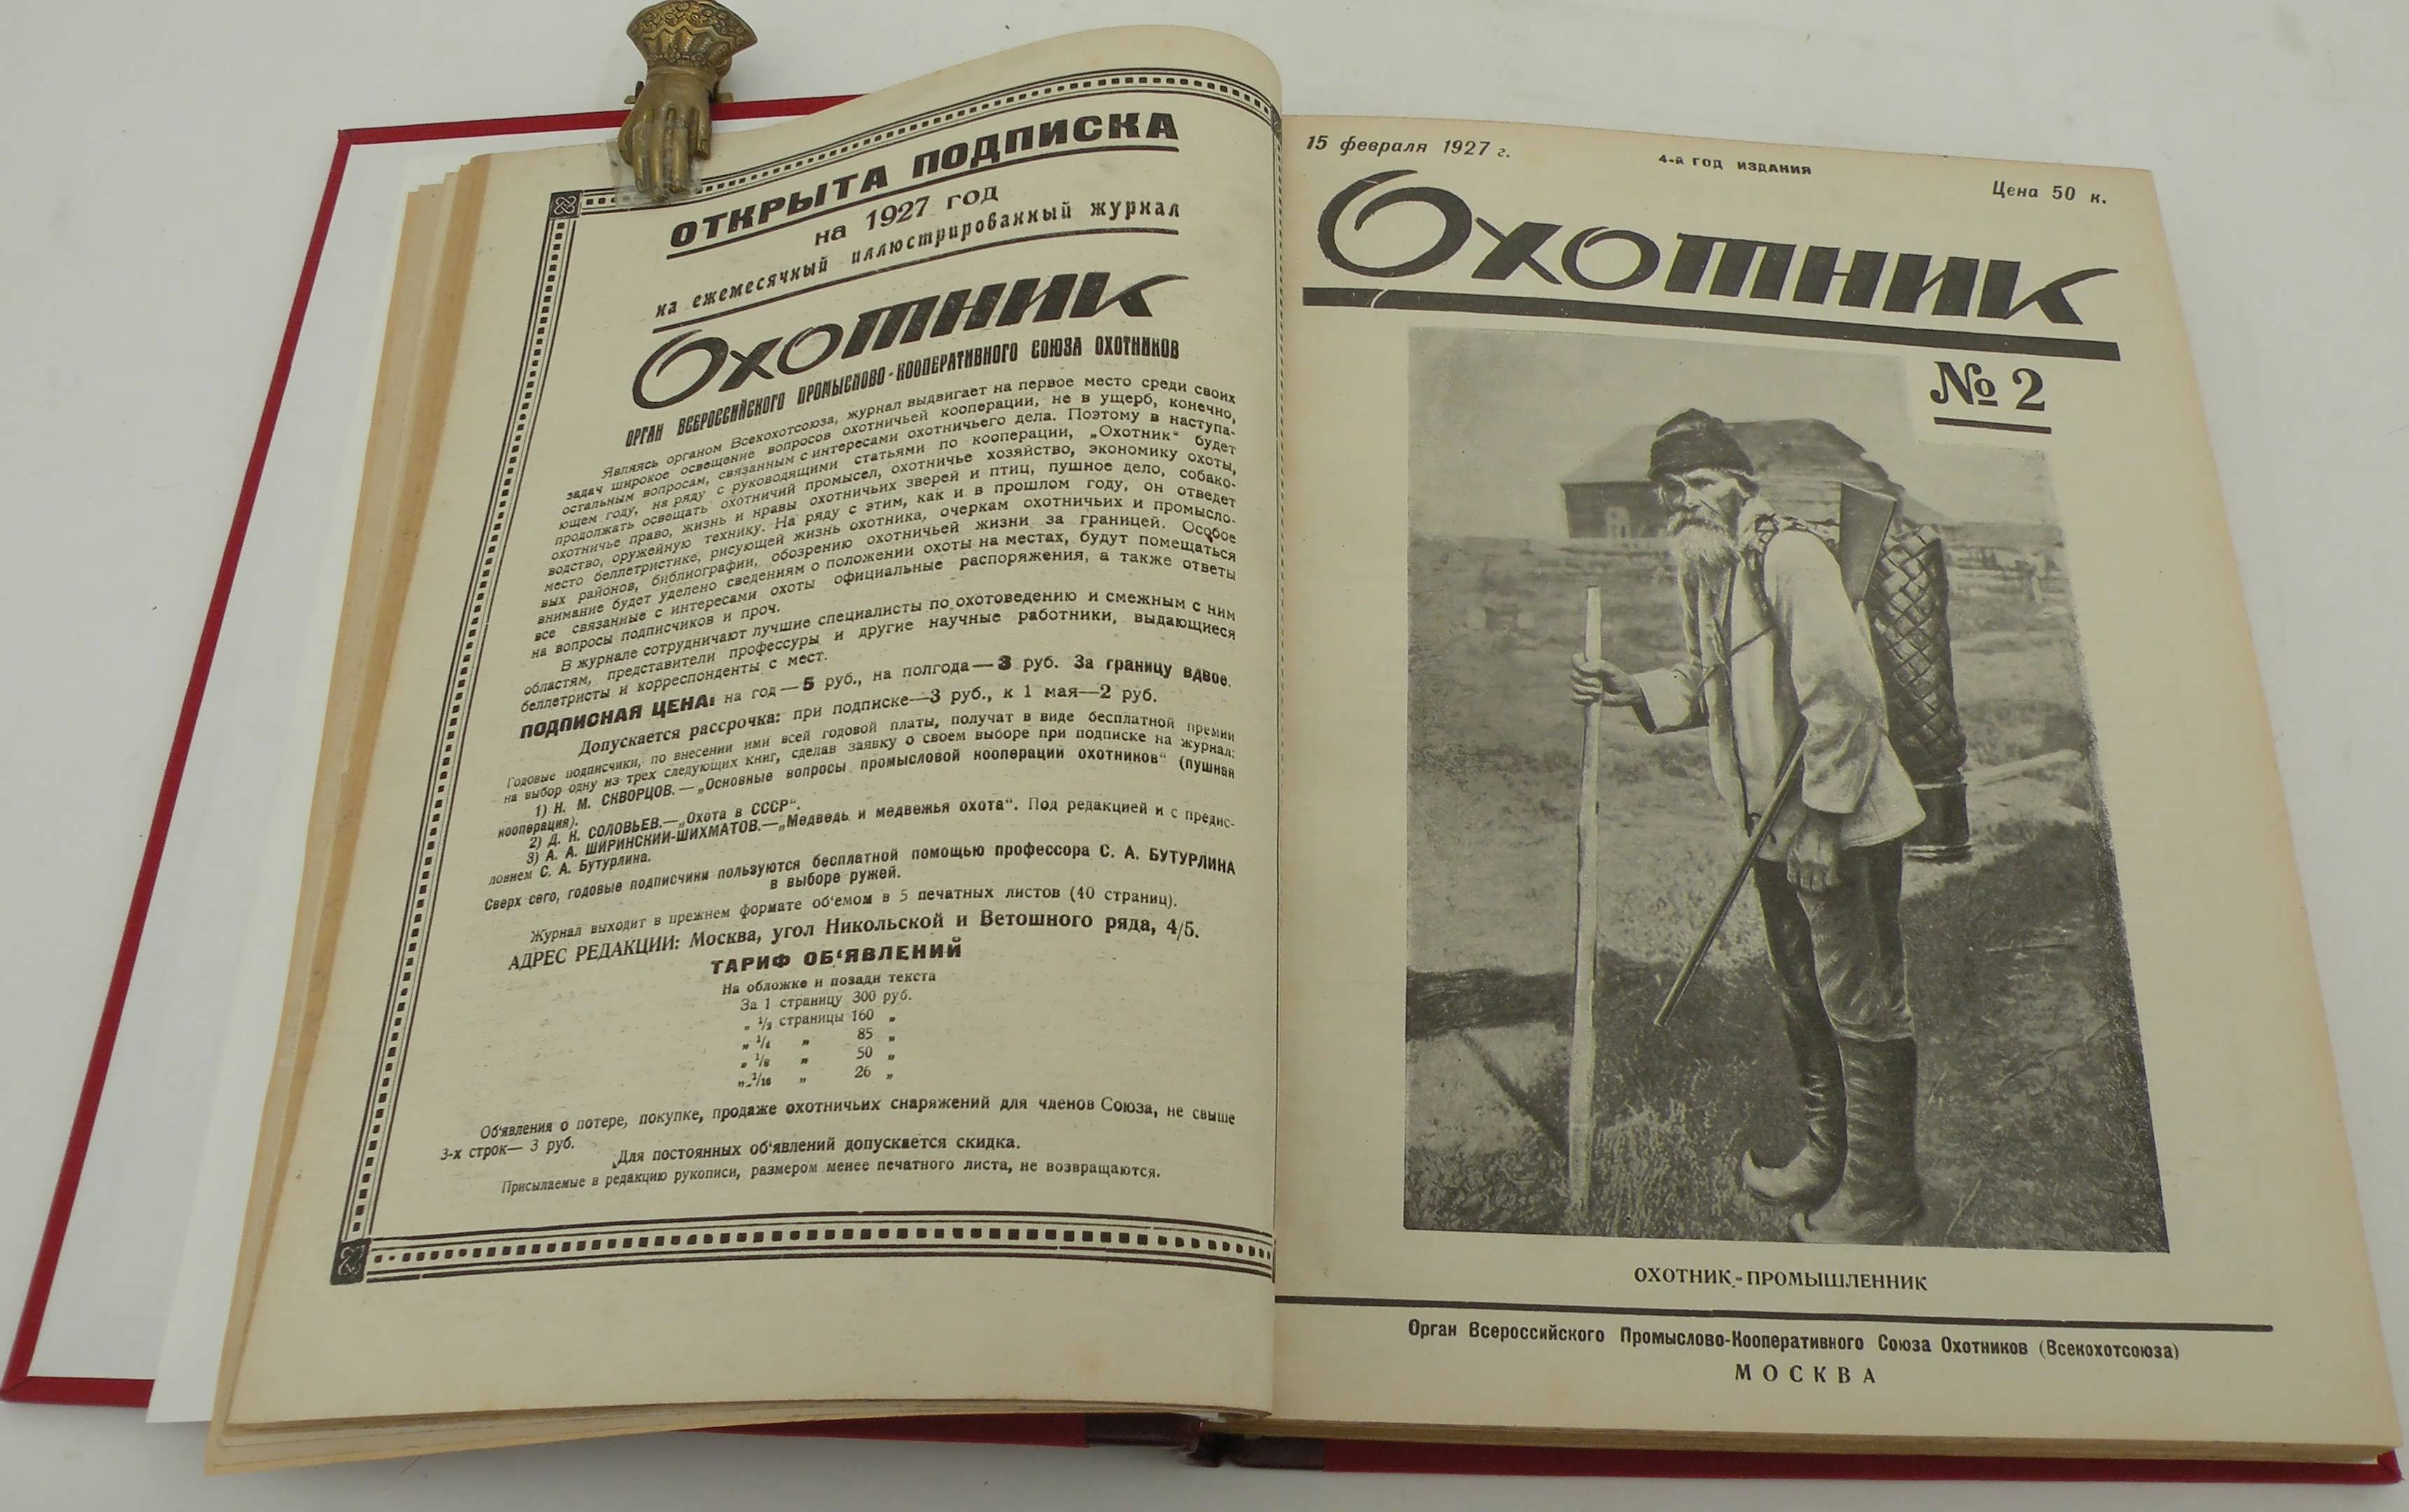 ОТКРЫТА ПОДПИСКА
на 1927 год
на ежемесячный иллюстрированный журнал
Охотник
ОРГАН ВСЕРОССИЙСКОГО ПРОМЫСЛОВО-КООПЕРАТИВНОГО СОЮЗА ОХОТНИКОВ
Являясь органом Всекохотсоюза, журнал выдвигает на первое место среди своих
задач широкое освещение вопросов охотничьей кооперации, не в ущерб, конечно,
остальным вопросам, связанным с интересами охотничьего дела. Поэтому в наступа-
ющем году, на ряду с руководящими статьями по кооперации, „Охотник“ будет
продолжать освещать охотничий промысел, охотничье хозяйство, экономику охоты,
охотничье право, жизнь и нравы охотничьих зверей и птиц, пушное дело, собако-
водство, оружейную технику. На ряду с этим, как и в прошлом году, он отведет
место беллетристике, рисующей жизнь охотника, очеркам охотничьих и промысло-
вых районов, библиографии, обозрению охотничьей жизни за границей. Особое
внимание будет уделено сведениям о положении охоты на местах, будут помещаться
все связанные с интересами охоты официальные распоряжения, а также ответы
на вопросы подписчиков и проч.
В журнале сотрудничают лучшие специалисты по охотоведению и смежным с ним
областям, представители профессуры и другие научные работники, выдающиеся
беллетристы и корреспонденты с мест.
ПОДПИСНАЯ ЦЕНА: на год—5 руб., на полгода—3 руб. За границу вдвое.
Допускается рассрочка: при подписке—3 руб., к 1 мая—2 руб.
Годовые подписчики, по внесении ими всей годовой платы, получат в виде бесплатной премии
на выбор одну из трех следующих книг, сделав заявку о своем выборе при подписке на журнал:
1) Н. М. СКВОРЦОВ.—„Основные вопросы промысловой кооперации охотников“ (пушная
кооперация).
2) Д. К. СОЛОВЬЕВ.—„Охота в СССР“.
3) А. А. ШИРИНСКИЙ-ШИХМАТОВ.—„Медведь и медвежья охота“. Под редакцией и с предис-
ловием С. А. Бутурлина.
Сверх сего, годовые подписчики пользуются бесплатной помощью профессора С. А. БУТУРЛИНА
в выборе ружей.
Журнал выходит в прежнем формате об‘емом в 5 печатных листов (40 страниц).
АДРЕС РЕДАКЦИИ: Москва, угол Никольской и Ветошного ряда, 4/5.
ТАРИФ ОБ‘ЯВЛЕНИЙ
На обложке и позади текста
За 1 страницу 300 руб.
„ 1/2 страницы 160 „
„ 1/4 „ 85 „
„ 1/8 „ 50 „
„ 1/16 „ 26 „
Об‘явления о потере, покупке, продаже охотничьих снаряжений для членов Союза, не свыше
3-х строк— 3 руб.
Для постоянных об‘явлений допускается скидка.
Присылаемые в редакцию рукописи, размером менее печатного листа, не возвращаются.
15 февраля 1927 г.
4-й ГОД ИЗДАНИЯ
Цена 50 к.
Охотник
№ 2
ОХОТНИК-ПРОМЫШЛЕННИК
Орган Всероссийского Промыслово-Кооперативного Союза Охотников (Всекохотсоюза)
МОСКВА